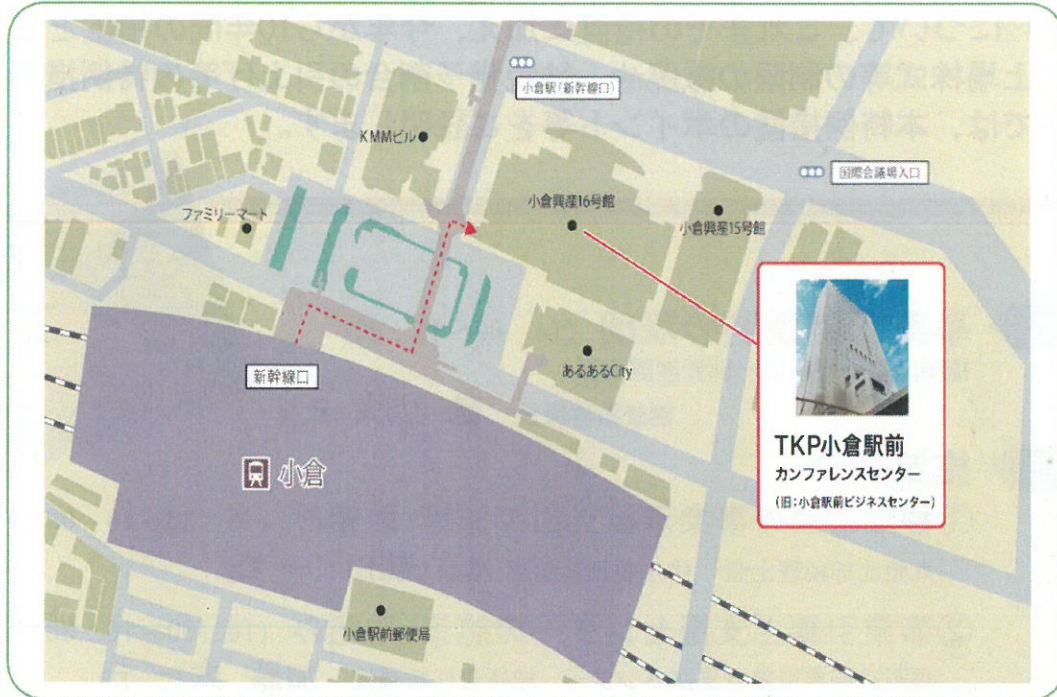 小倉駅(新幹線口)
KMMビル
国際会議場入口
小倉興産16号館
小倉興産15号館
ファミリーマート
あるあるCity
新幹線口
小倉
TKP小倉駅前
カンファレンスセンター
(旧:小倉駅前ビジネスセンター)
小倉駅前郵便局